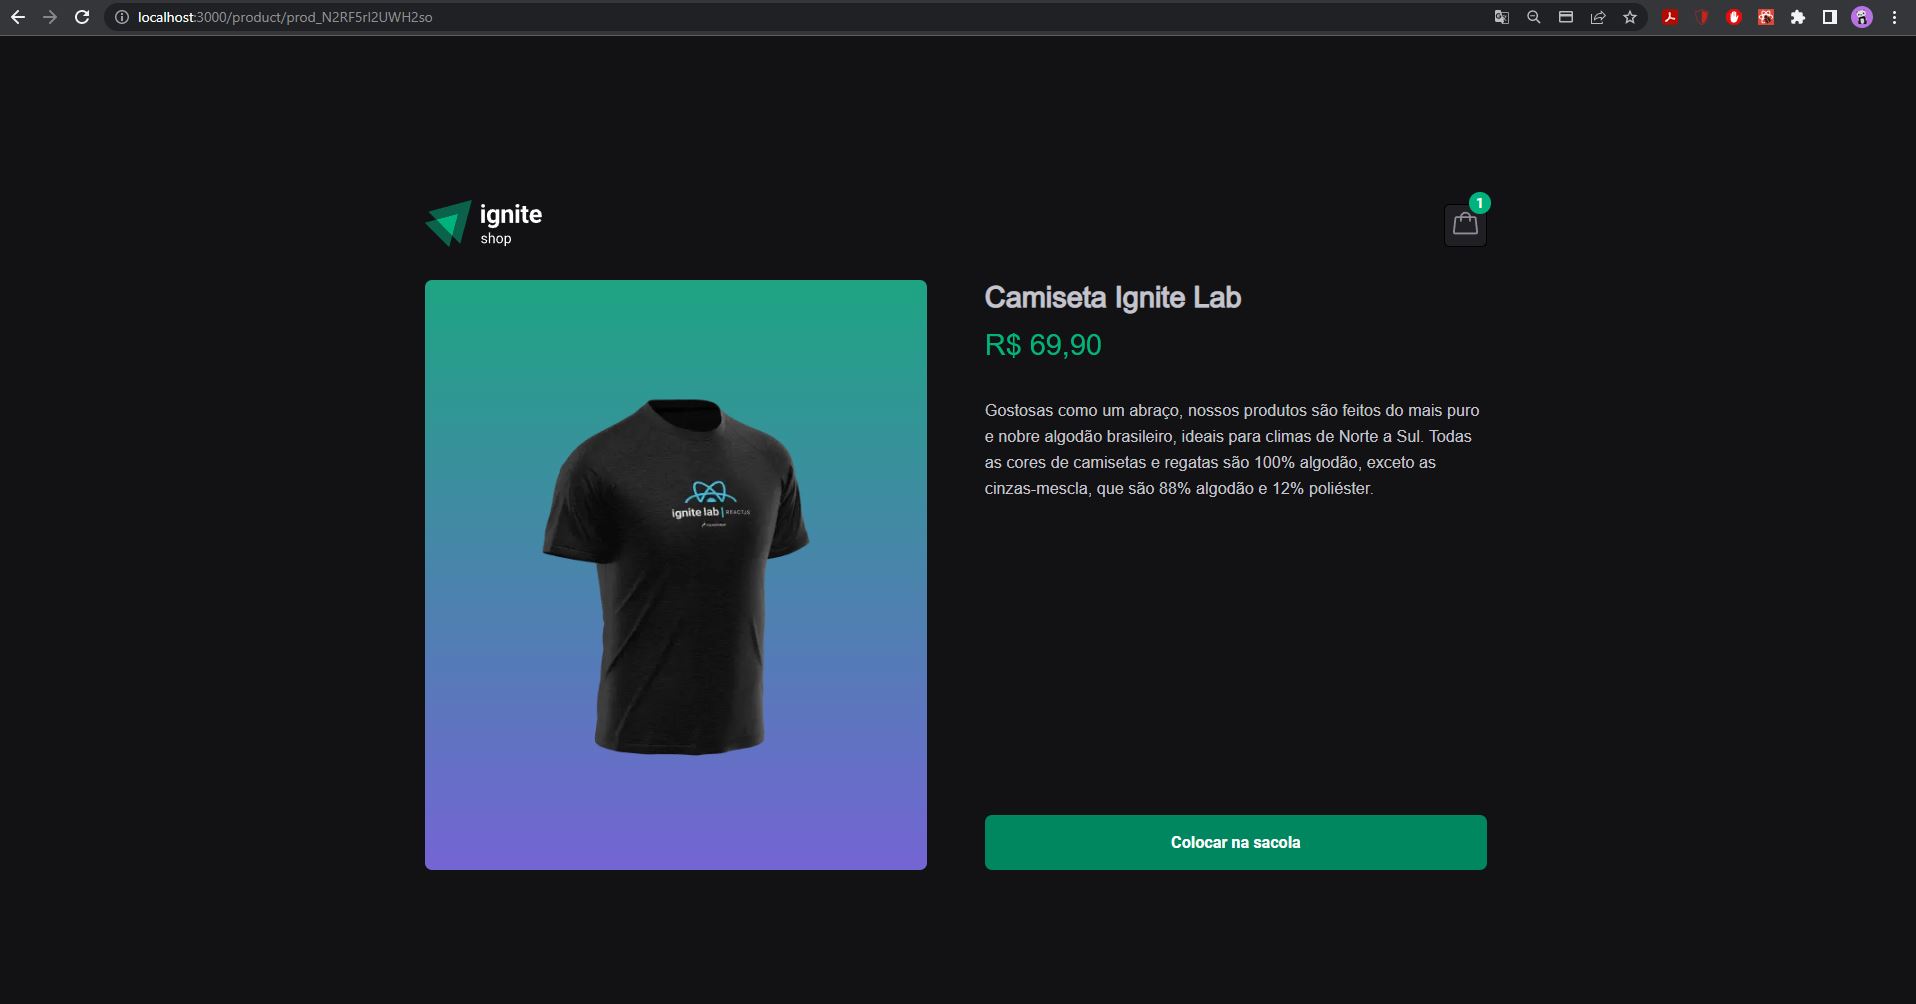 localhost:3000/product/prod_N2RF5rI2UWH2so
ignite
shop
1
Camiseta Ignite Lab
R$ 69,90
Gostosas como um abraço, nossos produtos são feitos do mais puro
e nobre algodão brasileiro, ideais para climas de Norte a Sul. Todas
as cores de camisetas e regatas são 100% algodão, exceto as
cinzas-mescla, que são 88% algodão e 12% poliéster.
ignite lab | REACTJS
Colocar na sacola